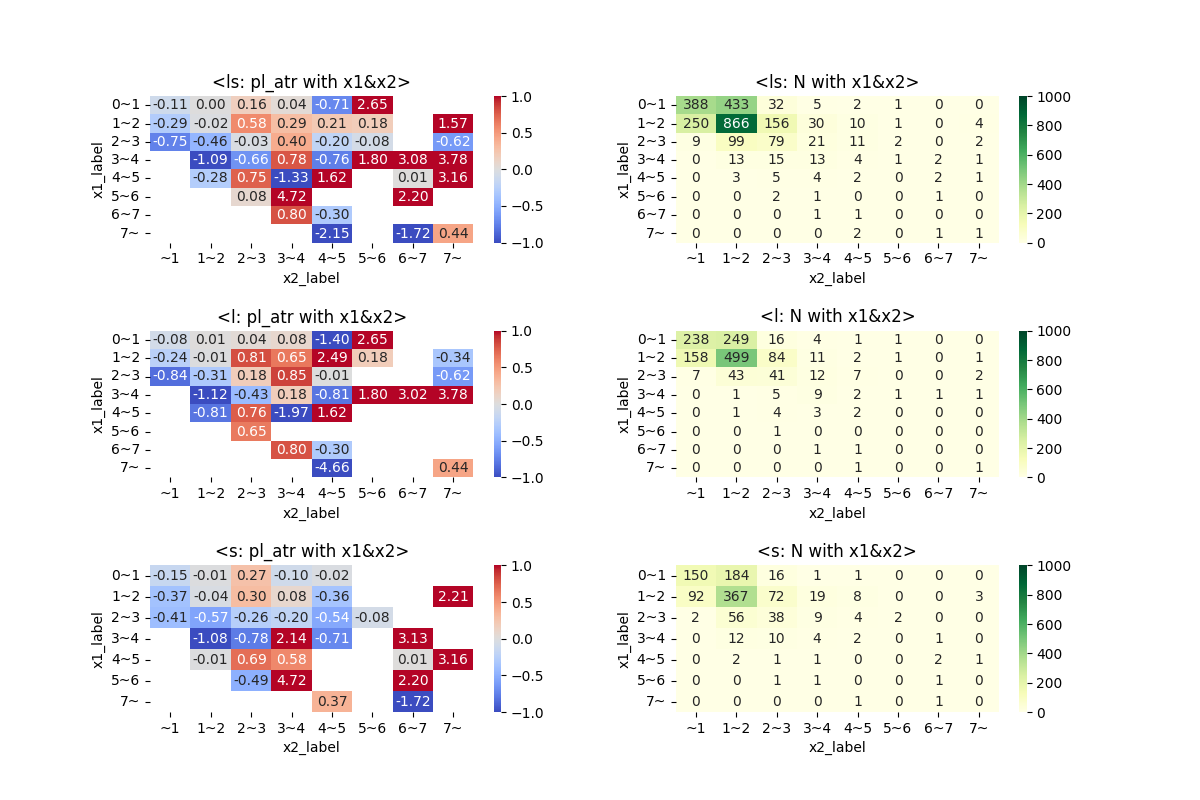 <ls: pl_atr with x1&x2>
0~1 -0.11 0.00 0.16 0.04 -0.71 2.65
1~2 -0.29 -0.02 0.58 0.29 0.21 0.18 1.57
2~3 -0.75 -0.46 -0.03 0.40 -0.20 -0.08 -0.62
3~4 -1.09 -0.66 0.78 -0.76 1.80 3.08 3.78
4~5 -0.28 0.75 -1.33 1.62 0.01 3.16
5~6 0.08 4.72 2.20
6~7 0.80 -0.30
7~ -2.15 -1.72 0.44
~1 1~2 2~3 3~4 4~5 5~6 6~7 7~
x2_label
x1_label
1.0
0.5
0.0
−0.5
−1.0
<ls: N with x1&x2>
0~1 388 433 32 5 2 1 0 0
1~2 250 866 156 30 10 1 0 4
2~3 9 99 79 21 11 2 0 2
3~4 0 13 15 13 4 1 2 1
4~5 0 3 5 4 2 0 2 1
5~6 0 0 2 1 0 0 1 0
6~7 0 0 0 1 1 0 0 0
7~ 0 0 0 0 2 0 1 1
~1 1~2 2~3 3~4 4~5 5~6 6~7 7~
x2_label
x1_label
1000
800
600
400
200
0
<l: pl_atr with x1&x2>
0~1 -0.08 0.01 0.04 0.08 -1.40 2.65
1~2 -0.24 -0.01 0.81 0.65 2.49 0.18 -0.34
2~3 -0.84 -0.31 0.18 0.85 -0.01 -0.62
3~4 -1.12 -0.43 0.18 -0.81 1.80 3.02 3.78
4~5 -0.81 0.76 -1.97 1.62
5~6 0.65
6~7 0.80 -0.30
7~ -4.66 0.44
~1 1~2 2~3 3~4 4~5 5~6 6~7 7~
x2_label
x1_label
1.0
0.5
0.0
−0.5
−1.0
<l: N with x1&x2>
0~1 238 249 16 4 1 1 0 0
1~2 158 499 84 11 2 1 0 1
2~3 7 43 41 12 7 0 0 2
3~4 0 1 5 9 2 1 1 1
4~5 0 1 4 3 2 0 0 0
5~6 0 0 1 0 0 0 0 0
6~7 0 0 0 1 1 0 0 0
7~ 0 0 0 0 1 0 0 1
~1 1~2 2~3 3~4 4~5 5~6 6~7 7~
x2_label
x1_label
1000
800
600
400
200
0
<s: pl_atr with x1&x2>
0~1 -0.15 -0.01 0.27 -0.10 -0.02
1~2 -0.37 -0.04 0.30 0.08 -0.36 2.21
2~3 -0.41 -0.57 -0.26 -0.20 -0.54 -0.08
3~4 -1.08 -0.78 2.14 -0.71 3.13
4~5 -0.01 0.69 0.58 0.01 3.16
5~6 -0.49 4.72 2.20
7~ 0.37 -1.72
~1 1~2 2~3 3~4 4~5 5~6 6~7 7~
x2_label
x1_label
1.0
0.5
0.0
−0.5
−1.0
<s: N with x1&x2>
0~1 150 184 16 1 1 0 0 0
1~2 92 367 72 19 8 0 0 3
2~3 2 56 38 9 4 2 0 0
3~4 0 12 10 4 2 0 1 0
4~5 0 2 1 1 0 0 2 1
5~6 0 0 1 1 0 0 1 0
7~ 0 0 0 0 1 0 1 0
~1 1~2 2~3 3~4 4~5 5~6 6~7 7~
x2_label
x1_label
1000
800
600
400
200
0